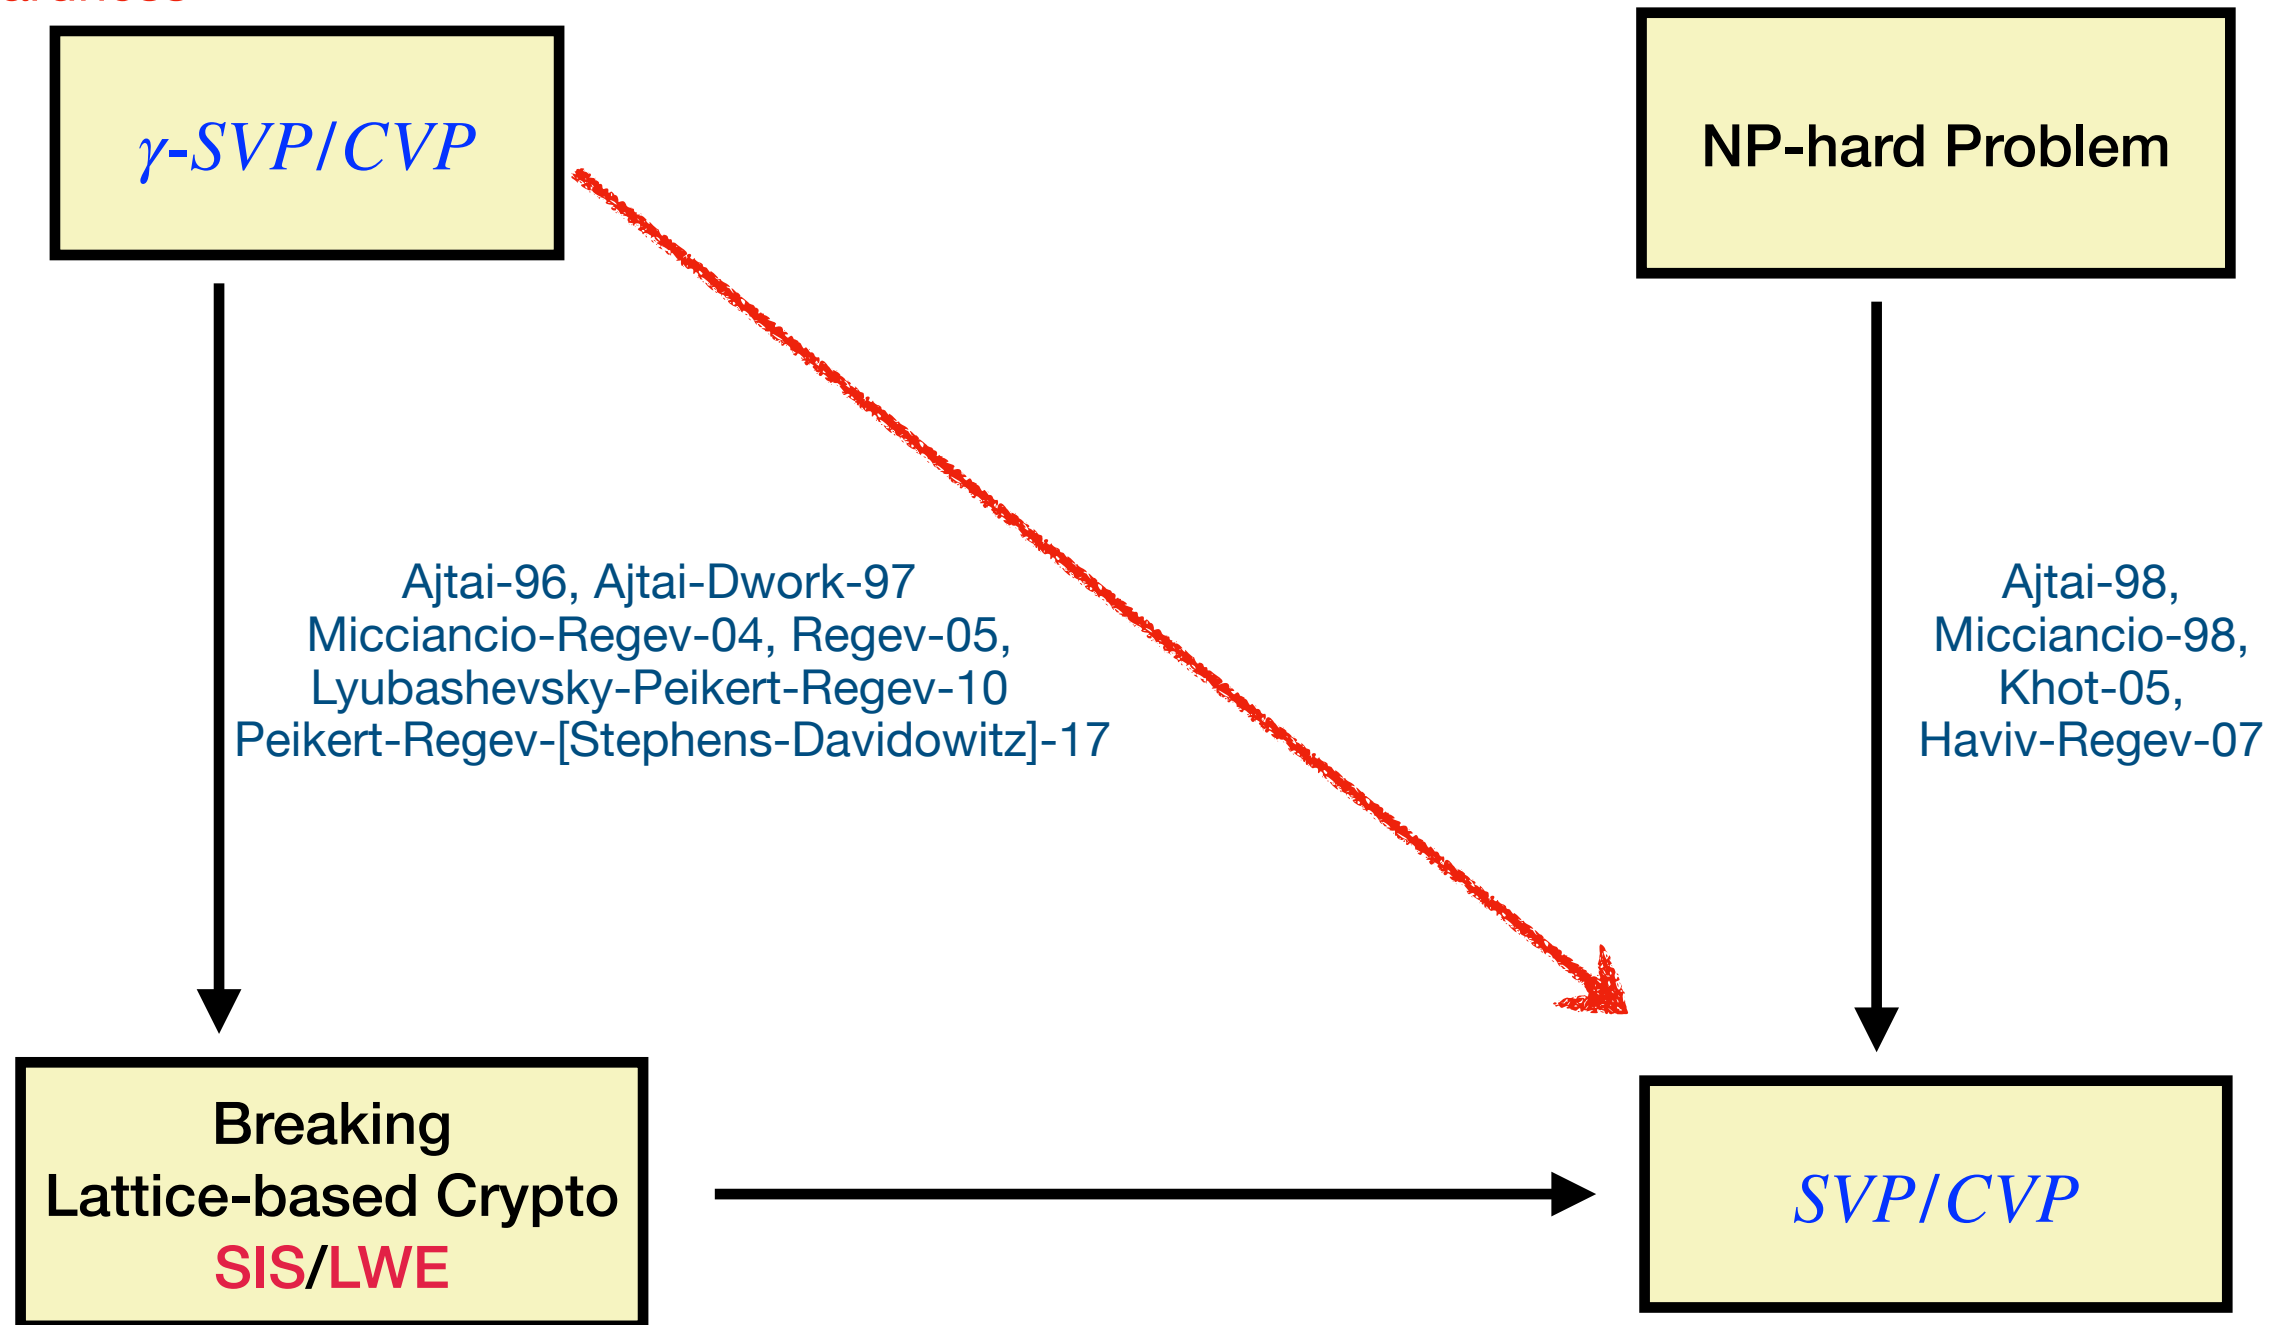 γ-SVP/CVP
NP-hard Problem
Ajtai-96, Ajtai-Dwork-97
Micciancio-Regev-04, Regev-05,
Lyubashevsky-Peikert-Regev-10
Peikert-Regev-[Stephens-Davidowitz]-17
Ajtai-98,
Micciancio-98,
Khot-05,
Haviv-Regev-07
Breaking
Lattice-based Crypto
SIS/LWE
SVP/CVP